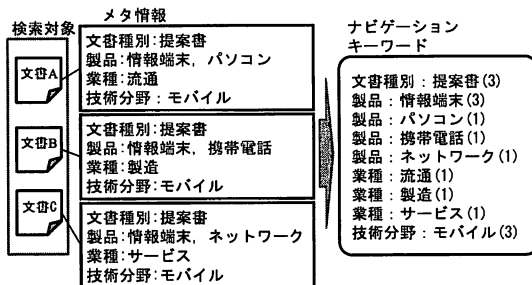 検索対象
メタ情報
ナビゲーション
キーワード
文書A
文書種別:提案書
製品:情報端末，パソコン
業種:流通
技術分野:モバイル
文書B
文書種別:提案書
製品:情報端末，携帯電話
業種:製造
技術分野:モバイル
文書C
文書種別:提案書
製品:情報端末，ネットワーク
業種:サービス
技術分野:モバイル
文書種別：提案書(3)
製品：情報端末(3)
製品：パソコン(1)
製品：携帯電話(1)
製品：ネットワーク(1)
業種：流通(1)
業種：製造(1)
業種：サービス(1)
技術分野：モバイル(3)